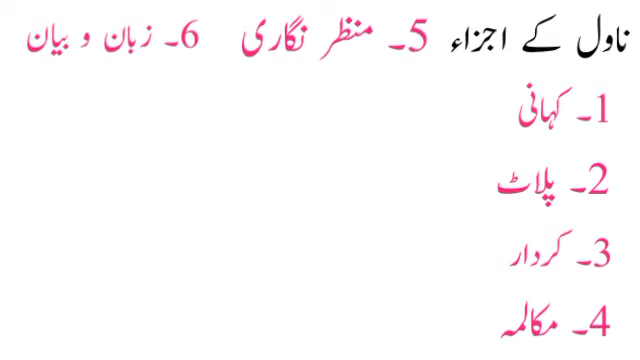 ناول کے اجزاء 5۔ منظر نگاری 6۔ زبان و بیان
1۔ کہانی
2۔ پلاٹ
3۔ کردار
4۔ مکالمہ